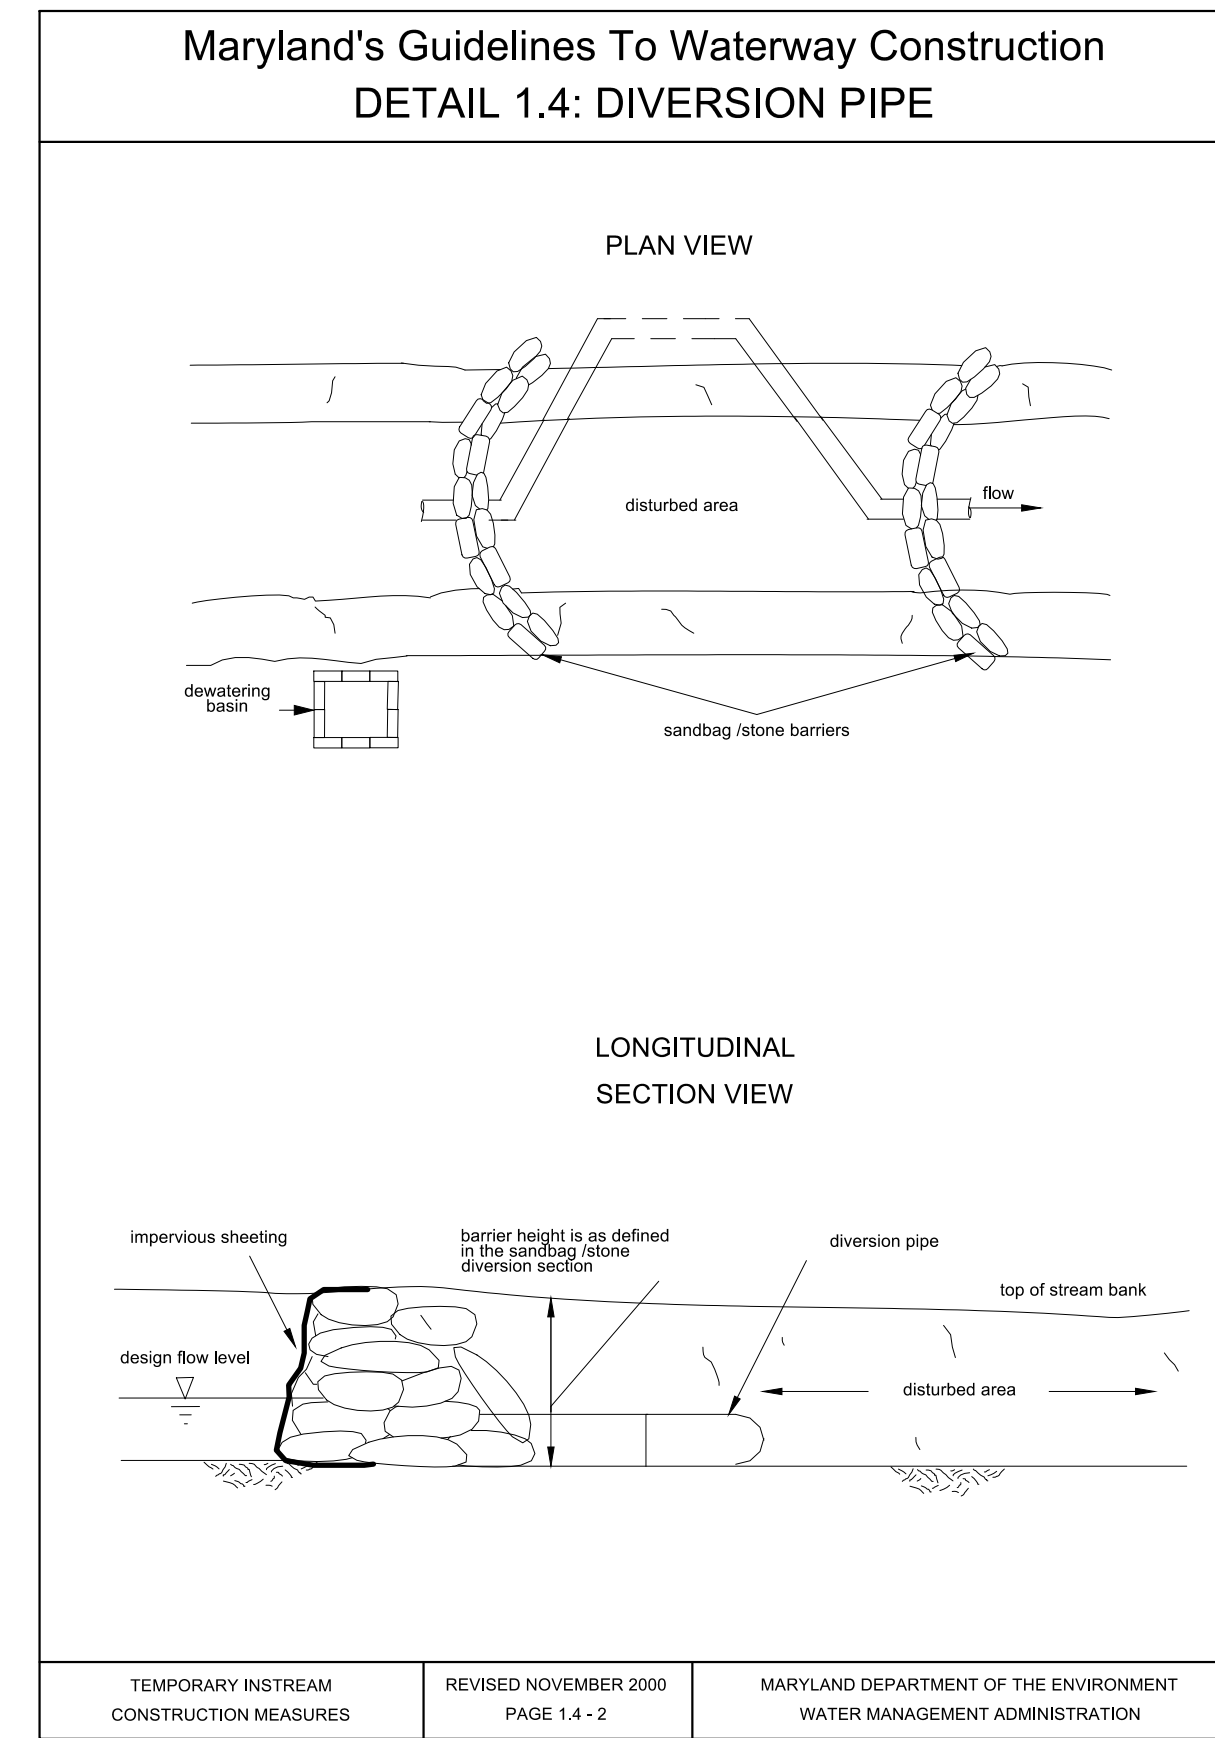 Maryland's Guidelines To Waterway Construction
DETAIL 1.4: DIVERSION PIPE
PLAN VIEW
disturbed area
flow
dewatering
basin
sandbag /stone barriers
LONGITUDINAL
SECTION VIEW
impervious sheeting
barrier height is as defined
in the sandbag /stone
diversion section
diversion pipe
top of stream bank
design flow level
disturbed area
TEMPORARY INSTREAM
CONSTRUCTION MEASURES
REVISED NOVEMBER 2000
PAGE 1.4 - 2
MARYLAND DEPARTMENT OF THE ENVIRONMENT
WATER MANAGEMENT ADMINISTRATION